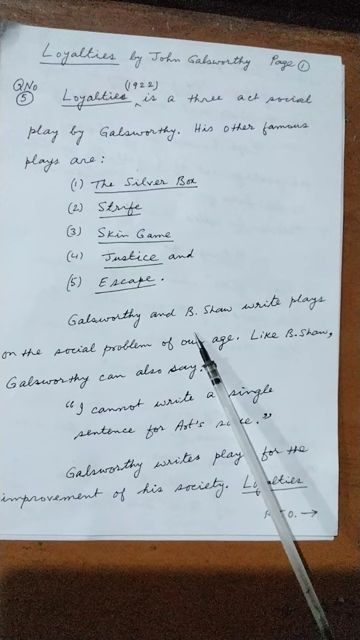 Loyalties by John Galsworthy Page 1
Q No
5 Loyalties (1922) is a three act social
play by Galsworthy. His other famous
plays are:
(1) The Silver Box
(2) Strife
(3) Skin Game
(4) Justice and
(5) Escape.
Galsworthy and B. Shaw write plays
on the social problem of our age. Like B. Shaw,
Galsworthy can also say:
"I cannot write a single
sentence for Art's sake."
Galsworthy writes play for the
improvement of his society. Loyalties
P.T.O. →